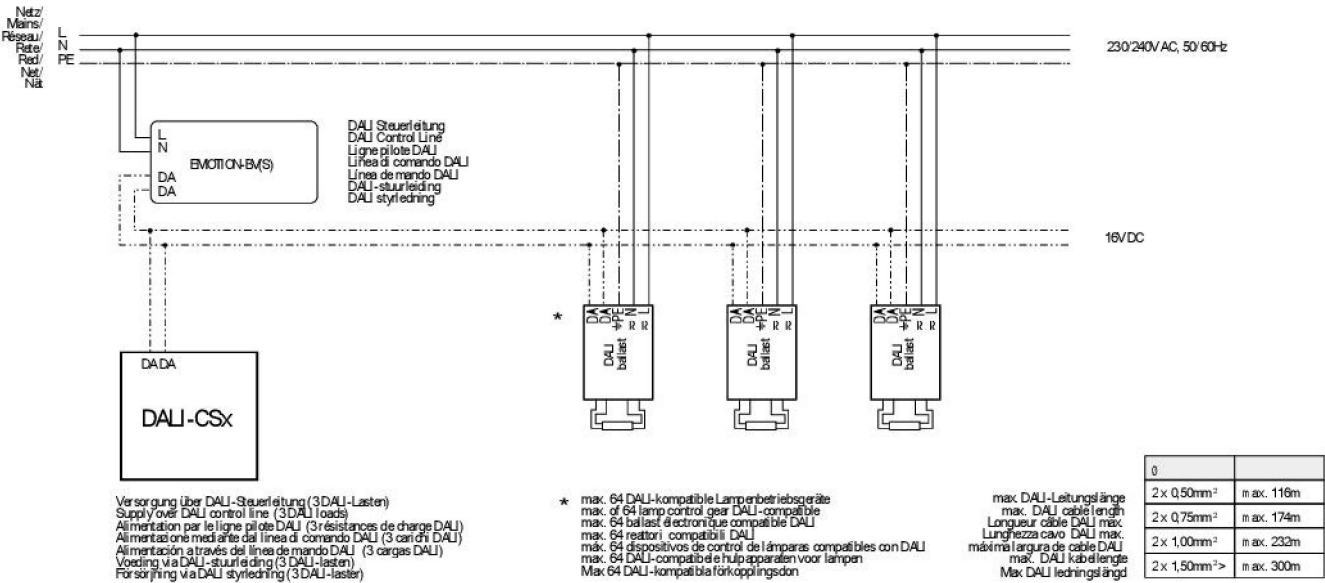 Netz/
Mains/
Réseau/
Rete/
Red/
Net/
Nät
L
N
PE
230/240V AC, 50/60Hz
L
N
EMOTION-BV(S)
DA
DA
DALI Steuerleitung
DALI Control Line
Ligne pilote DALI
Linea di comando DALI
Línea de mando DALI
DALI-stuurleiding
DALI styrledning
16V DC
*
DA
DA
PE
N
L
DALI
ballast
DA
DA
PE
N
L
DALI
ballast
DA
DA
PE
N
L
DALI
ballast
DA DA
DALI-CSx
Versorgung über DALI-Steuerleitung (3 DALI-Lasten)
Supply over DALI control line (3 DALI loads)
Alimentation par le ligne pilote DALI (3 résistances de charge DALI)
Alimentazione mediante dal linea di comando DALI (3 carichi DALI)
Alimentación a través del línea de mando DALI (3 cargas DALI)
Voeding via DALI-stuurleiding (3 DALI-lasten)
Försörjning via DALI styrledning (3 DALI-laster)
* max. 64 DALI-kompatible Lampenbetriebsgeräte
max. of 64 lamp control gear DALI-compatible
max. 64 ballast électronique compatible DALI
max. 64 reattori compatibili DALI
máx. 64 dispositivos de control de lámparas compatibles con DALI
max. 64 DALI-compatibele hulpapparaten voor lampen
Max 64 DALI-kompatibla förkopplingsdon
max. DALI-Leitungslänge
max. DALI cable length
Longueur câble DALI max.
Lunghezza cavo DALI max.
máxima largura de cable DALI
max. DALI kabellengte
Max DALI ledningslängd
2 x 0,50mm² max. 116m
2 x 0,75mm² max. 174m
2 x 1,00mm² max. 232m
2 x 1,50mm²> max. 300m